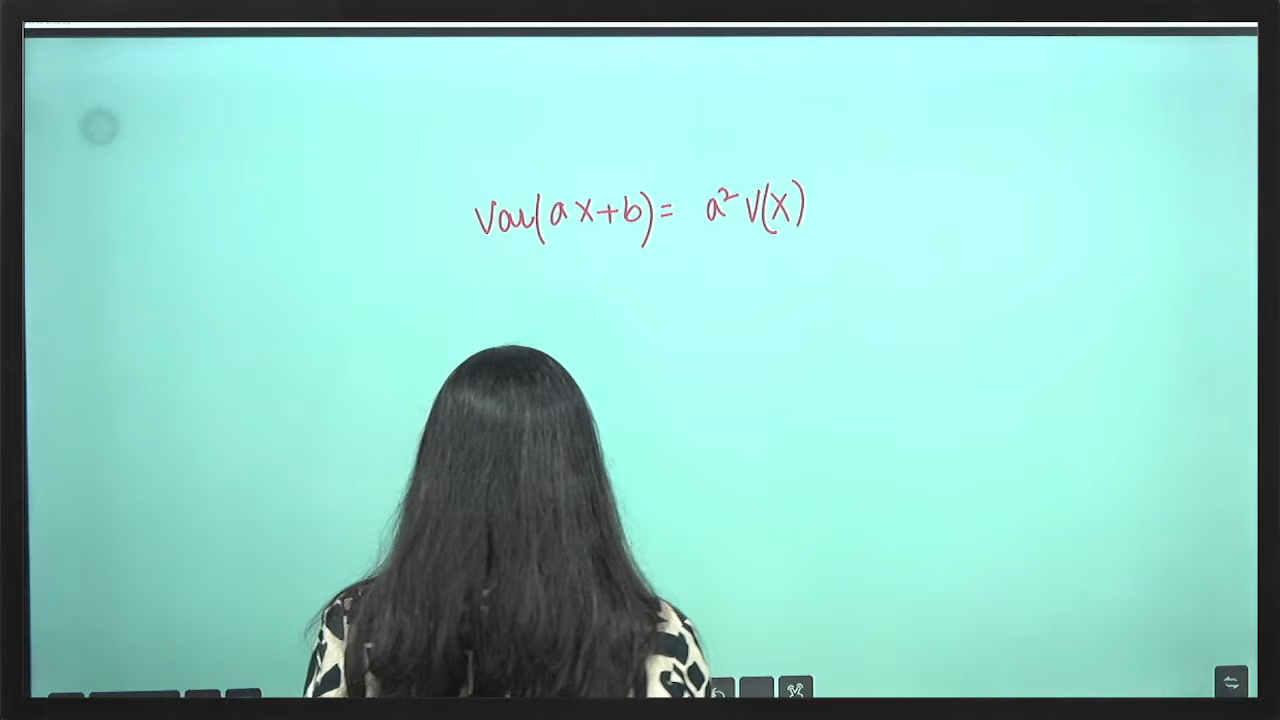 Var(ax+b) = a² V(X)